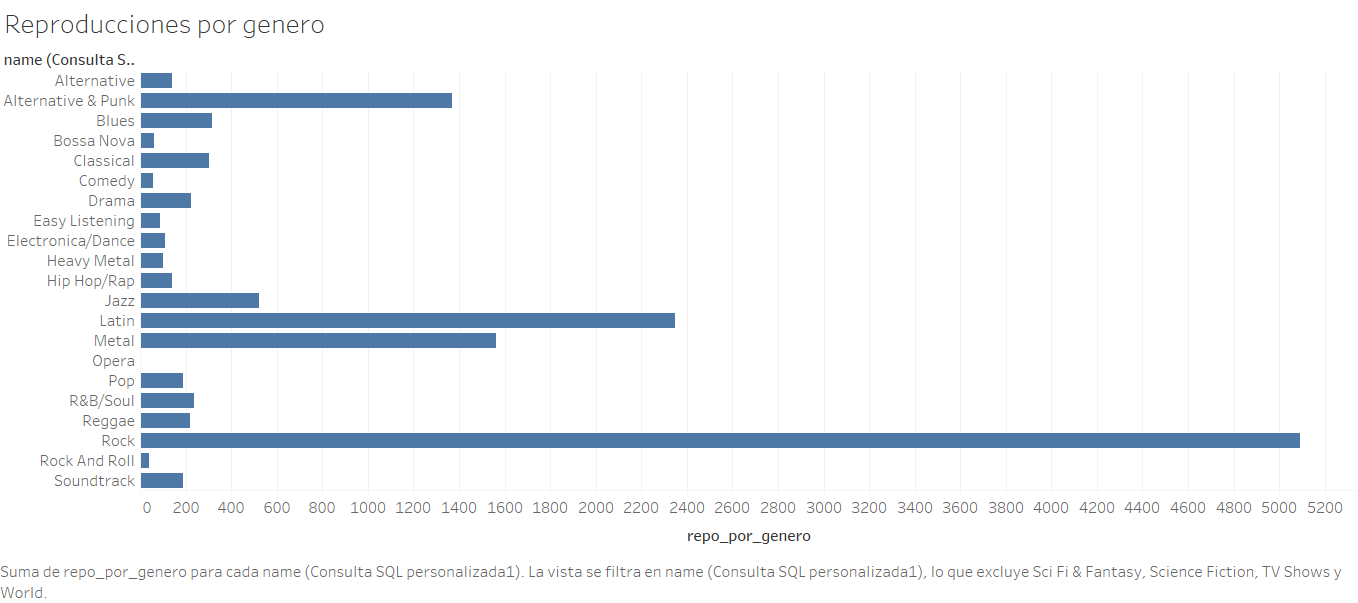 Reproducciones por genero
name (Consulta S..
Alternative
Alternative & Punk
Blues
Bossa Nova
Classical
Comedy
Drama
Easy Listening
Electronica/Dance
Heavy Metal
Hip Hop/Rap
Jazz
Latin
Metal
Opera
Pop
R&B/Soul
Reggae
Rock
Rock And Roll
Soundtrack
0 200 400 600 800 1000 1200 1400 1600 1800 2000 2200 2400 2600 2800 3000 3200 3400 3600 3800 4000 4200 4400 4600 4800 5000 5200
repo_por_genero
Suma de repo_por_genero para cada name (Consulta SQL personalizada1). La vista se filtra en name (Consulta SQL personalizada1), lo que excluye Sci Fi & Fantasy, Science Fiction, TV Shows y
World.